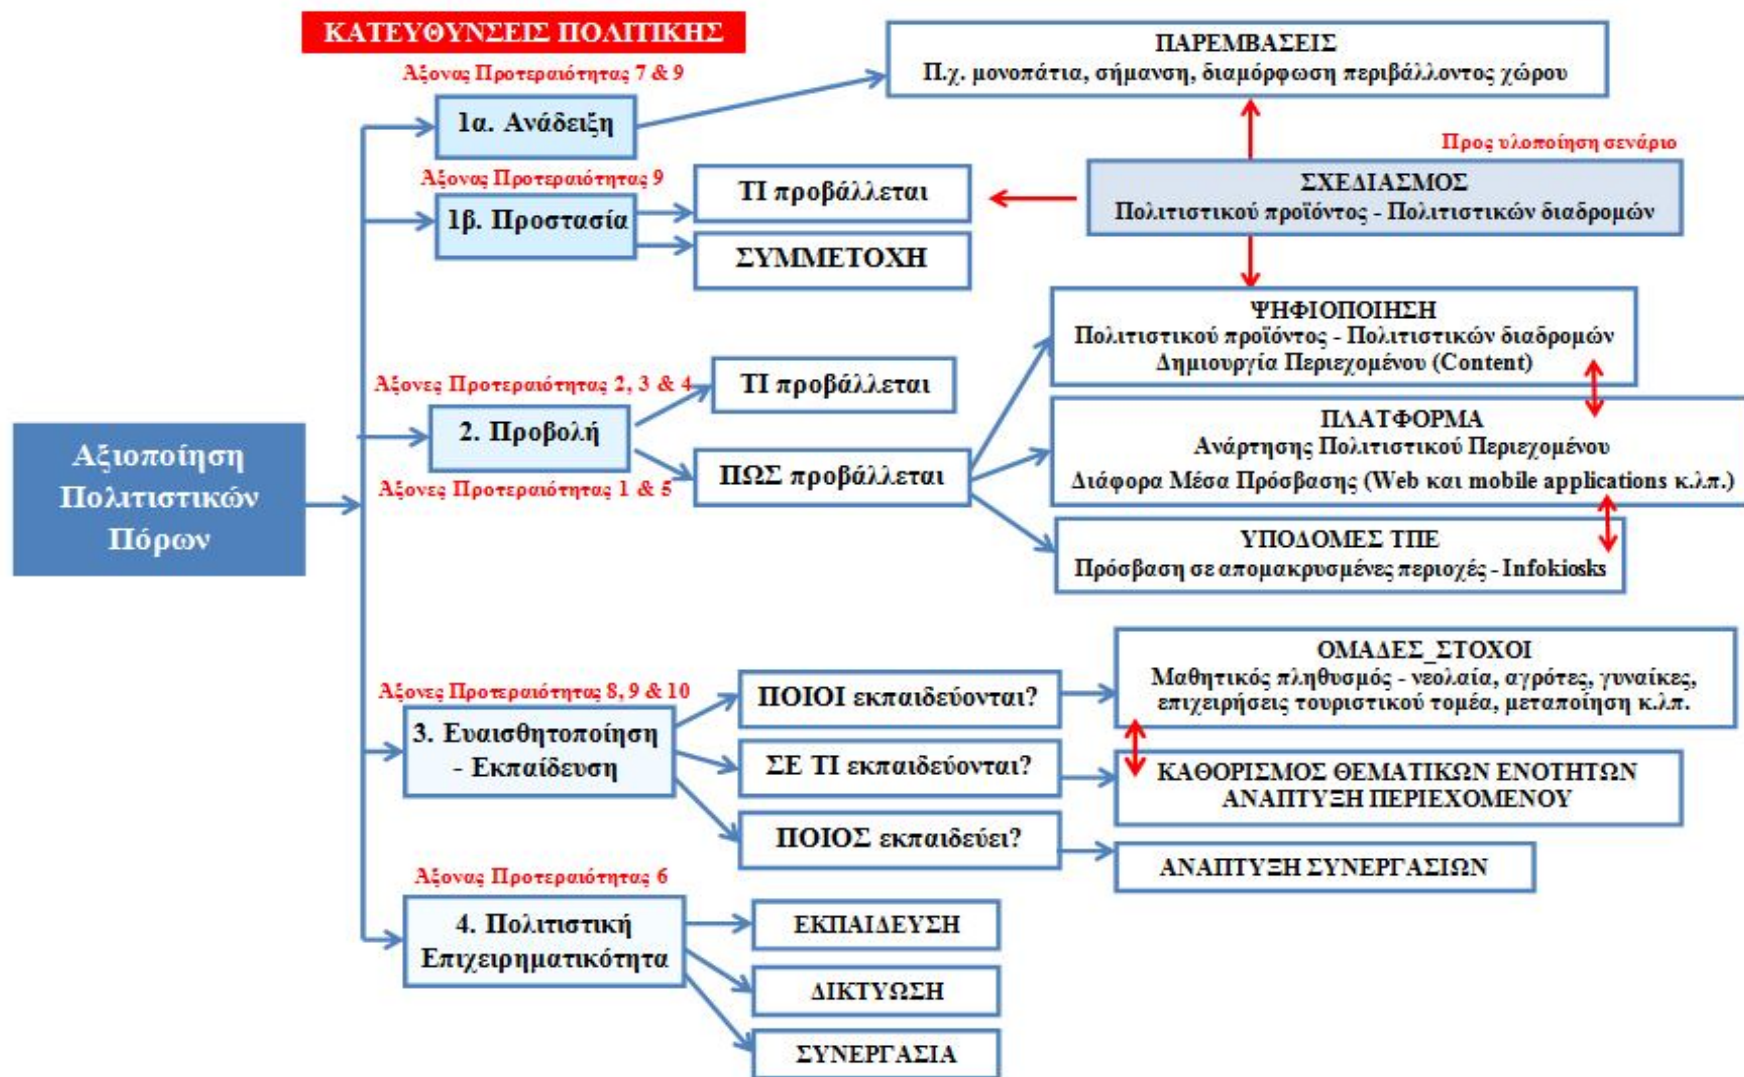 ΚΑΤΕΥΘΥΝΣΕΙΣ ΠΟΛΙΤΙΚΗΣ
Αξιοποίηση
Πολιτιστικών
Πόρων
Άξονας Προτεραιότητας 7 & 9
1α. Ανάδειξη
ΠΑΡΕΜΒΑΣΕΙΣ
Π.χ. μονοπάτια, σήμανση, διαμόρφωση περιβάλλοντος χώρου
Προς υλοποίηση σενάριο
ΣΧΕΔΙΑΣΜΟΣ
Πολιτιστικού προϊόντος - Πολιτιστικών διαδρομών
Άξονας Προτεραιότητας 9
1β. Προστασία
ΤΙ προβάλλεται
ΣΥΜΜΕΤΟΧΗ
Άξονες Προτεραιότητας 2, 3 & 4
2. Προβολή
Άξονες Προτεραιότητας 1 & 5
ΤΙ προβάλλεται
ΠΩΣ προβάλλεται
ΨΗΦΙΟΠΟΙΗΣΗ
Πολιτιστικού προϊόντος - Πολιτιστικών διαδρομών
Δημιουργία Περιεχομένου (Content)
ΠΛΑΤΦΟΡΜΑ
Ανάρτησης Πολιτιστικού Περιεχομένου
Διάφορα Μέσα Πρόσβασης (Web και mobile applications κ.λπ.)
ΥΠΟΔΟΜΕΣ ΤΠΕ
Πρόσβαση σε απομακρυσμένες περιοχές - Infokiosks
Άξονες Προτεραιότητας 8, 9 & 10
3. Ευαισθητοποίηση
- Εκπαίδευση
ΠΟΙΟΙ εκπαιδεύονται?
ΟΜΑΔΕΣ_ΣΤΟΧΟΙ
Μαθητικός πληθυσμός - νεολαία, αγρότες, γυναίκες,
επιχειρήσεις τουριστικού τομέα, μεταποίηση κ.λπ.
ΣΕ ΤΙ εκπαιδεύονται?
ΚΑΘΟΡΙΣΜΟΣ ΘΕΜΑΤΙΚΩΝ ΕΝΟΤΗΤΩΝ
ΑΝΑΠΤΥΞΗ ΠΕΡΙΕΧΟΜΕΝΟΥ
ΠΟΙΟΣ εκπαιδεύει?
ΑΝΑΠΤΥΞΗ ΣΥΝΕΡΓΑΣΙΩΝ
Άξονας Προτεραιότητας 6
4. Πολιτιστική
Επιχειρηματικότητα
ΕΚΠΑΙΔΕΥΣΗ
ΔΙΚΤΥΩΣΗ
ΣΥΝΕΡΓΑΣΙΑ